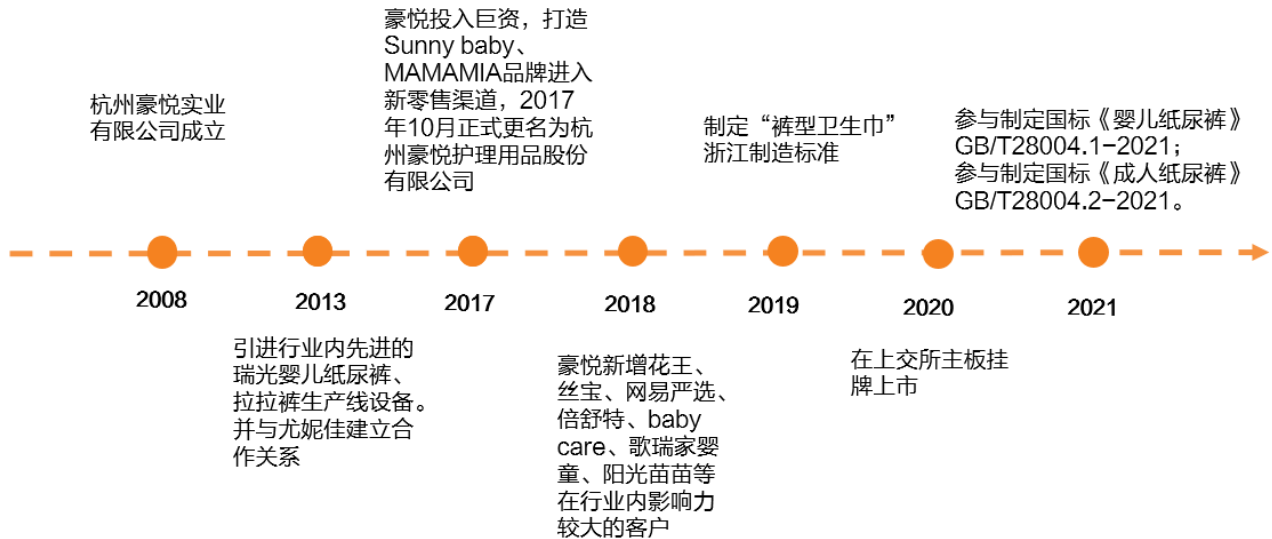 杭州豪悦实业
有限公司成立
2008
2013
引进行业内先进的
瑞光婴儿纸尿裤、
拉拉裤生产线设备。
并与尤妮佳建立合
作关系
豪悦投入巨资，打造
Sunny baby、
MAMAMIA品牌进入
新零售渠道，2017
年10月正式更名为杭
州豪悦护理用品股份
有限公司
2017
2018
豪悦新增花王、
丝宝、网易严选、
倍舒特、baby
care、歌瑞家婴
童、阳光苗苗等
在行业内影响力
较大的客户
制定“裤型卫生巾”
浙江制造标准
2019
2020
在上交所主板挂
牌上市
参与制定国标《婴儿纸尿裤》
GB/T28004.1-2021；
参与制定国标《成人纸尿裤》
GB/T28004.2-2021。
2021